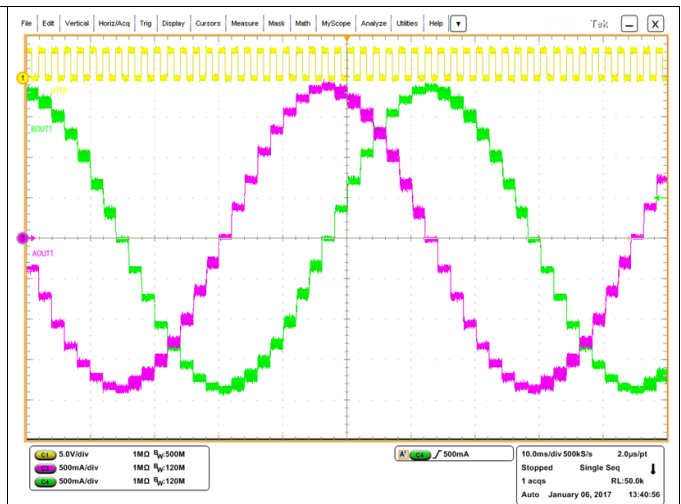 File Edit Vertical Horiz/Acq Trig Display Cursors Measure Mask Math MyScope Analyze Utilities Help Tek X
1
STEP
BOUT1
3
AOUT1
C1 5.0V/div 1MΩ BW:500M
C3 500mA/div 1MΩ BW:120M
C4 500mA/div 1MΩ BW:120M
A' C4 500mA
10.0ms/div 500kS/s 2.0µs/pt
Stopped Single Seq
1 acqs RL:50.0k
Auto January 06, 2017 13:40:56